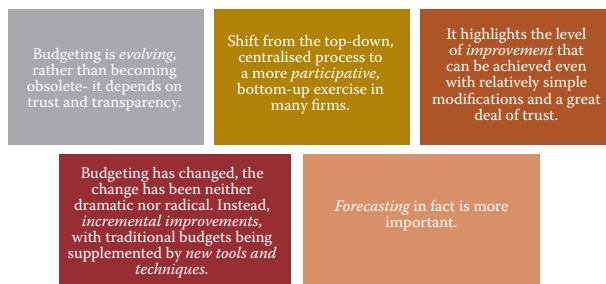 Budgeting is evolving,
rather than becoming
obsolete- it depends on
trust and transparency.
Shift from the top-down,
centralised process to
a more participative,
bottom-up exercise in
many firms.
It highlights the level
of improvement that
can be achieved even
with relatively simple
modifications and a great
deal of trust.
Budgeting has changed, the
change has been neither
dramatic nor radical. Instead,
incremental improvements,
with traditional budgets being
supplemented by new tools and
techniques.
Forecasting in fact is more
important.